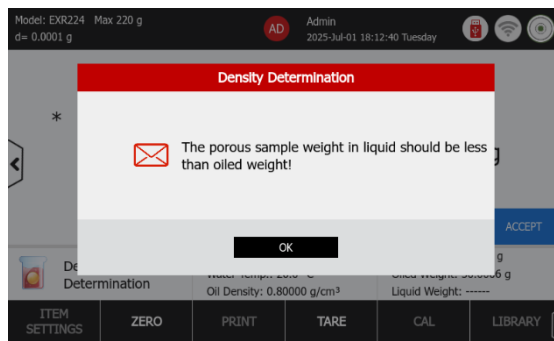 Model: EXR224 Max 220 g
d= 0.0001 g
AD
Admin
2025-Jul-01 18:12:40 Tuesday
Density Determination
*
The porous sample weight in liquid should be less
than oiled weight!
OK
ACCEPT
De
Determination
Oil Density: 0.80000 g/cm³
g
Liquid Weight: ------
ITEM
SETTINGS
ZERO
PRINT
TARE
CAL
LIBRARY